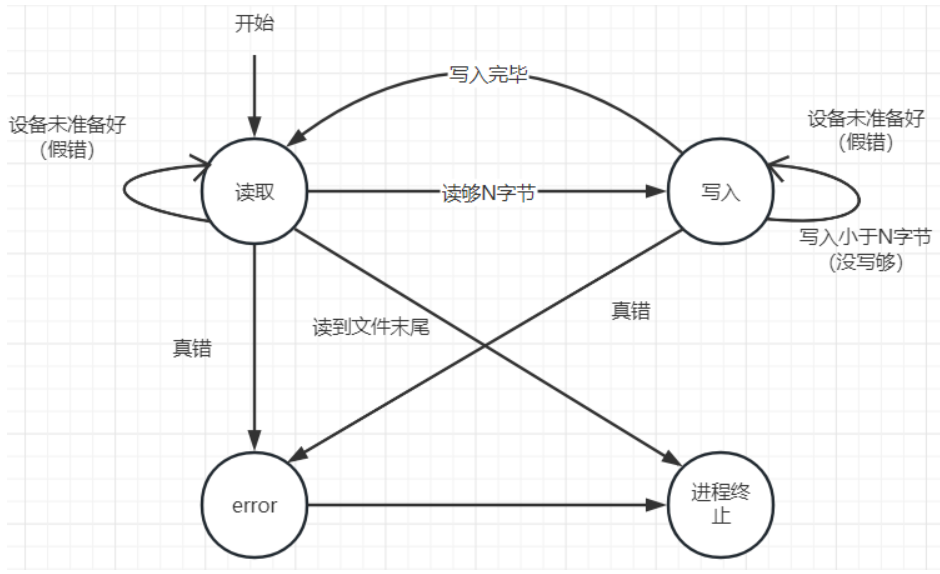 开始
写入完毕
设备未准备好
（假错）
设备未准备好
（假错）
读取
读够N字节
写入
写入小于N字节
（没写够）
真错
读到文件末尾
真错
error
进程终
止